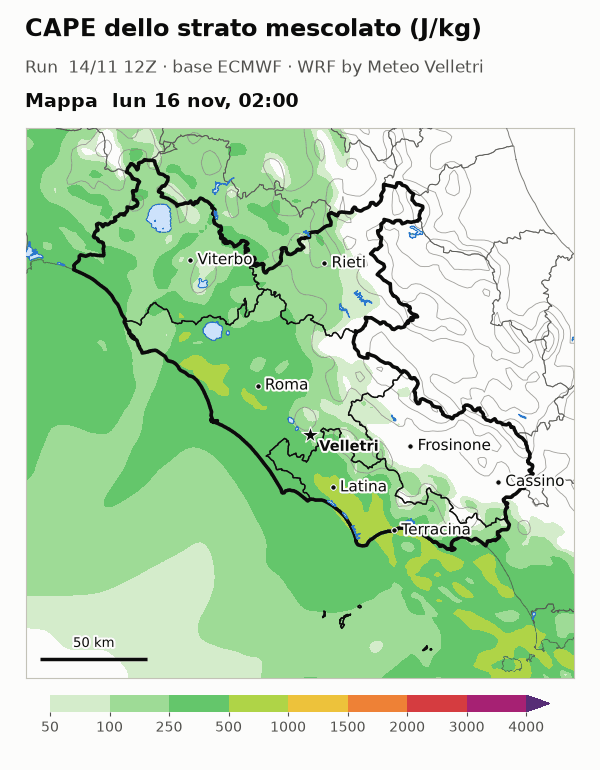 CAPE dello strato mescolato (J/kg)
Run  14/11 12Z · base ECMWF · WRF by Meteo Velletri
Mappa  lun 16 nov, 02:00
Viterbo
Rieti
Roma
Velletri
Frosinone
Cassino
Latina
Terracina
50 km
50 100 250 500 1000 1500 2000 3000 4000